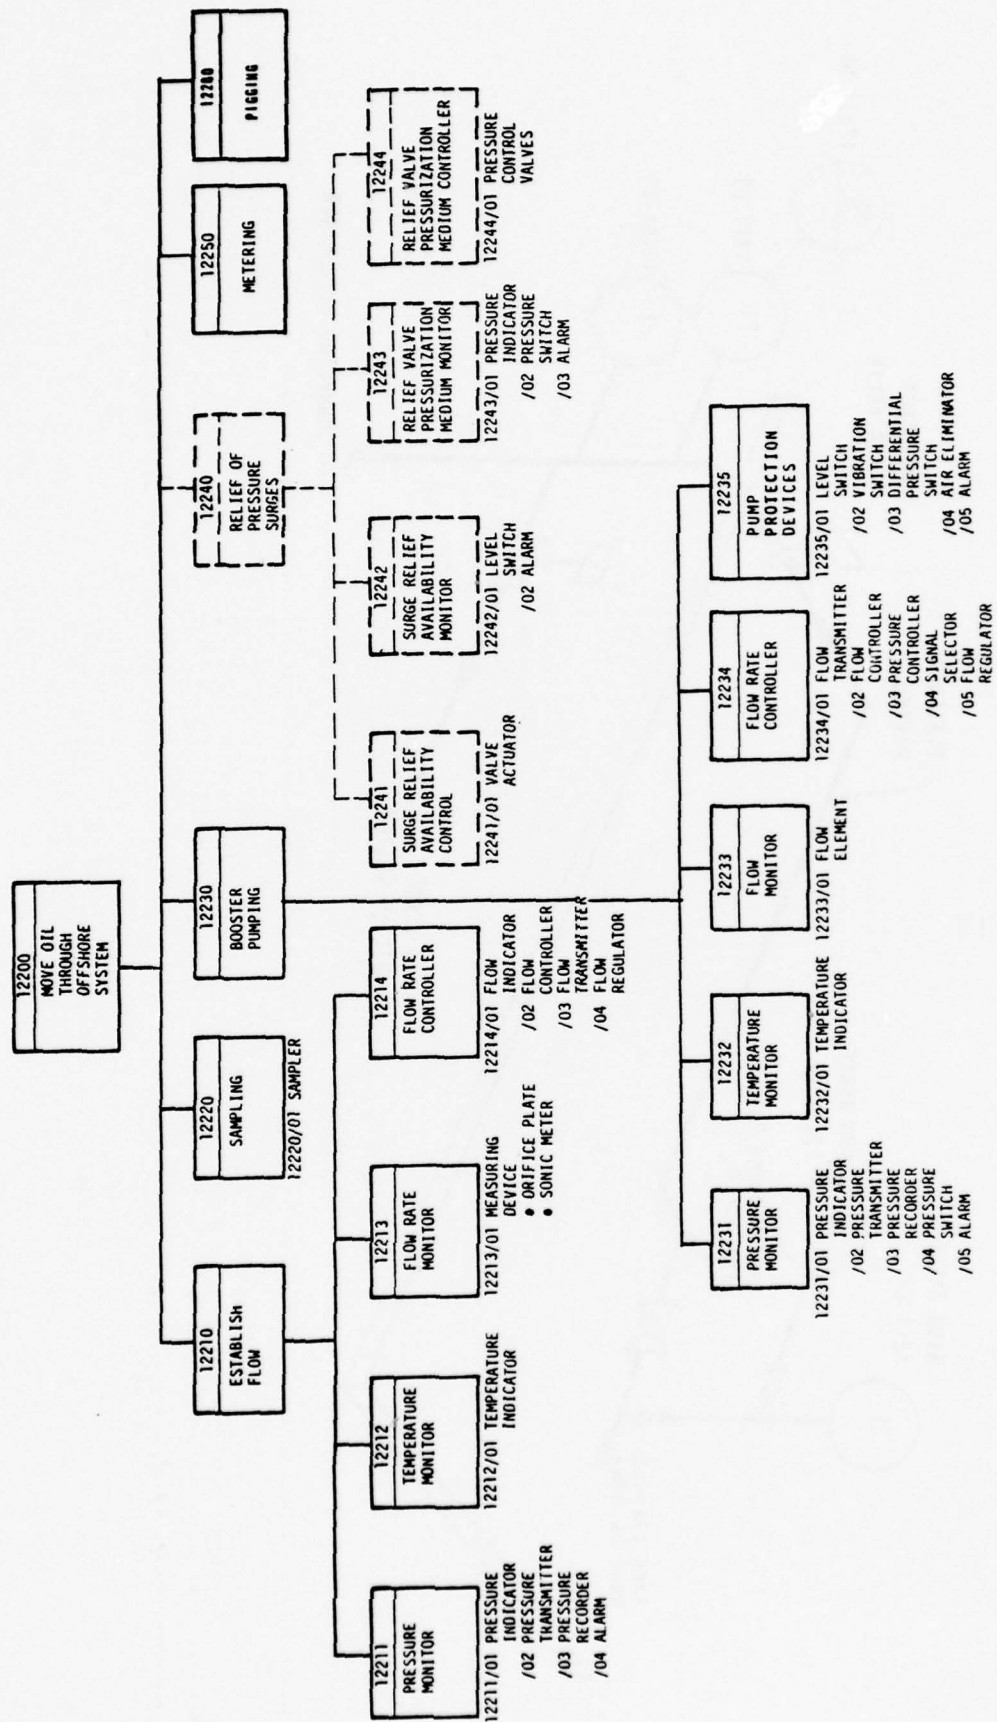 12200
MOVE OIL
THROUGH
OFFSHORE
SYSTEM
12210
ESTABLISH
FLOW
12220
SAMPLING
12220/01 SAMPLER
12230
BOOSTER
PUMPING
12240
RELIEF OF
PRESSURE
SURGES
12250
METERING
PIGGING
12211
PRESSURE
MONITOR
12211/01 PRESSURE
INDICATOR
/02 PRESSURE
TRANSMITTER
/03 PRESSURE
RECORDER
/04 ALARM
12212
TEMPERATURE
MONITOR
12212/01 TEMPERATURE
INDICATOR
12213
FLOW RATE
MONITOR
12213/01 MEASURING
DEVICE
• ORIFICE PLATE
• SONIC METER
12214
FLOW RATE
CONTROLLER
12214/01 FLOW
INDICATOR
/02 FLOW
CONTROLLER
/03 FLOW
TRANSMITTER
/04 FLOW
REGULATOR
12241
SURGE RELIEF
AVAILABILITY
CONTROL
12241/01 VALVE
ACTUATOR
12242
SURGE RELIEF
AVAILABILITY
MONITOR
12242/01 LEVEL
SWITCH
/02 ALARM
12243
RELIEF VALVE
PRESSURIZATION
MEDIUM MONITOR
12243/01 PRESSURE
INDICATOR
/02 PRESSURE
SWITCH
/03 ALARM
12244
RELIEF VALVE
PRESSURIZATION
MEDIUM CONTROLLER
12244/01 PRESSURE
CONTROL
VALVES
12231
PRESSURE
MONITOR
12231/01 PRESSURE
INDICATOR
/02 PRESSURE
TRANSMITTER
/03 PRESSURE
RECORDER
/04 PRESSURE
SWITCH
/05 ALARM
12232
TEMPERATURE
MONITOR
12232/01 TEMPERATURE
INDICATOR
12233
FLOW
MONITOR
12233/01 FLOW
ELEMENT
12234
FLOW RATE
CONTROLLER
12234/01 FLOW
TRANSMITTER
/02 FLOW
CONTROLLER
/03 PRESSURE
CONTROLLER
/04 SIGNAL
SELECTOR
/05 FLOW
REGULATOR
12235
PUMP
PROTECTION
DEVICES
12235/01 LEVEL
SWITCH
/02 VIBRATION
SWITCH
/03 DIFFERENTIAL
PRESSURE
SWITCH
/04 AIR ELIMINATOR
/05 ALARM